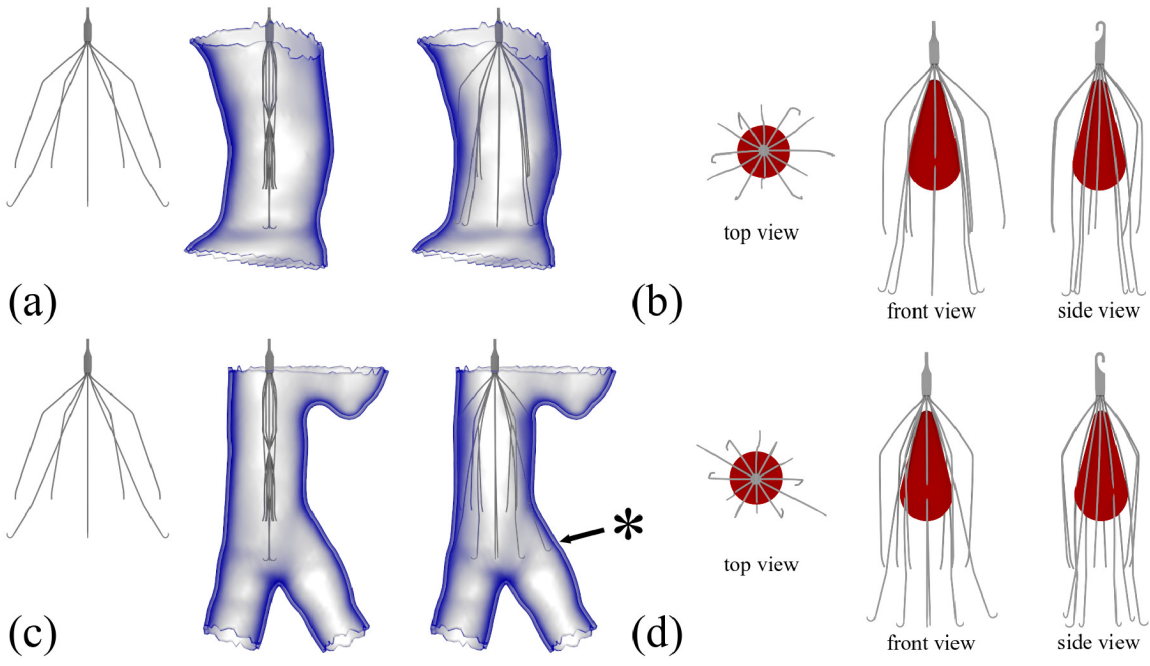 top view
front view
side view
(a)
(b)
*
top view
front view
side view
(c)
(d)